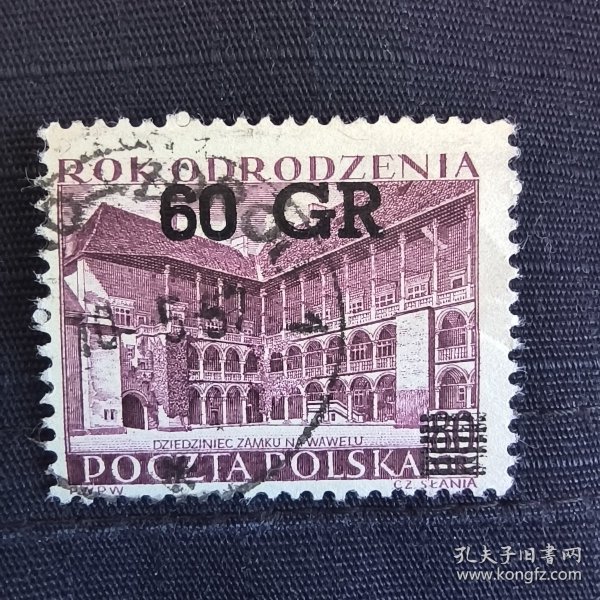 ROK ODRODZENIA
60 GR
DZIEDZINIEC ZAMKU NA WAWELU
POCZTA POLSKA
CZ. SŁANIA
孔夫子旧书网
www.kongfz.com